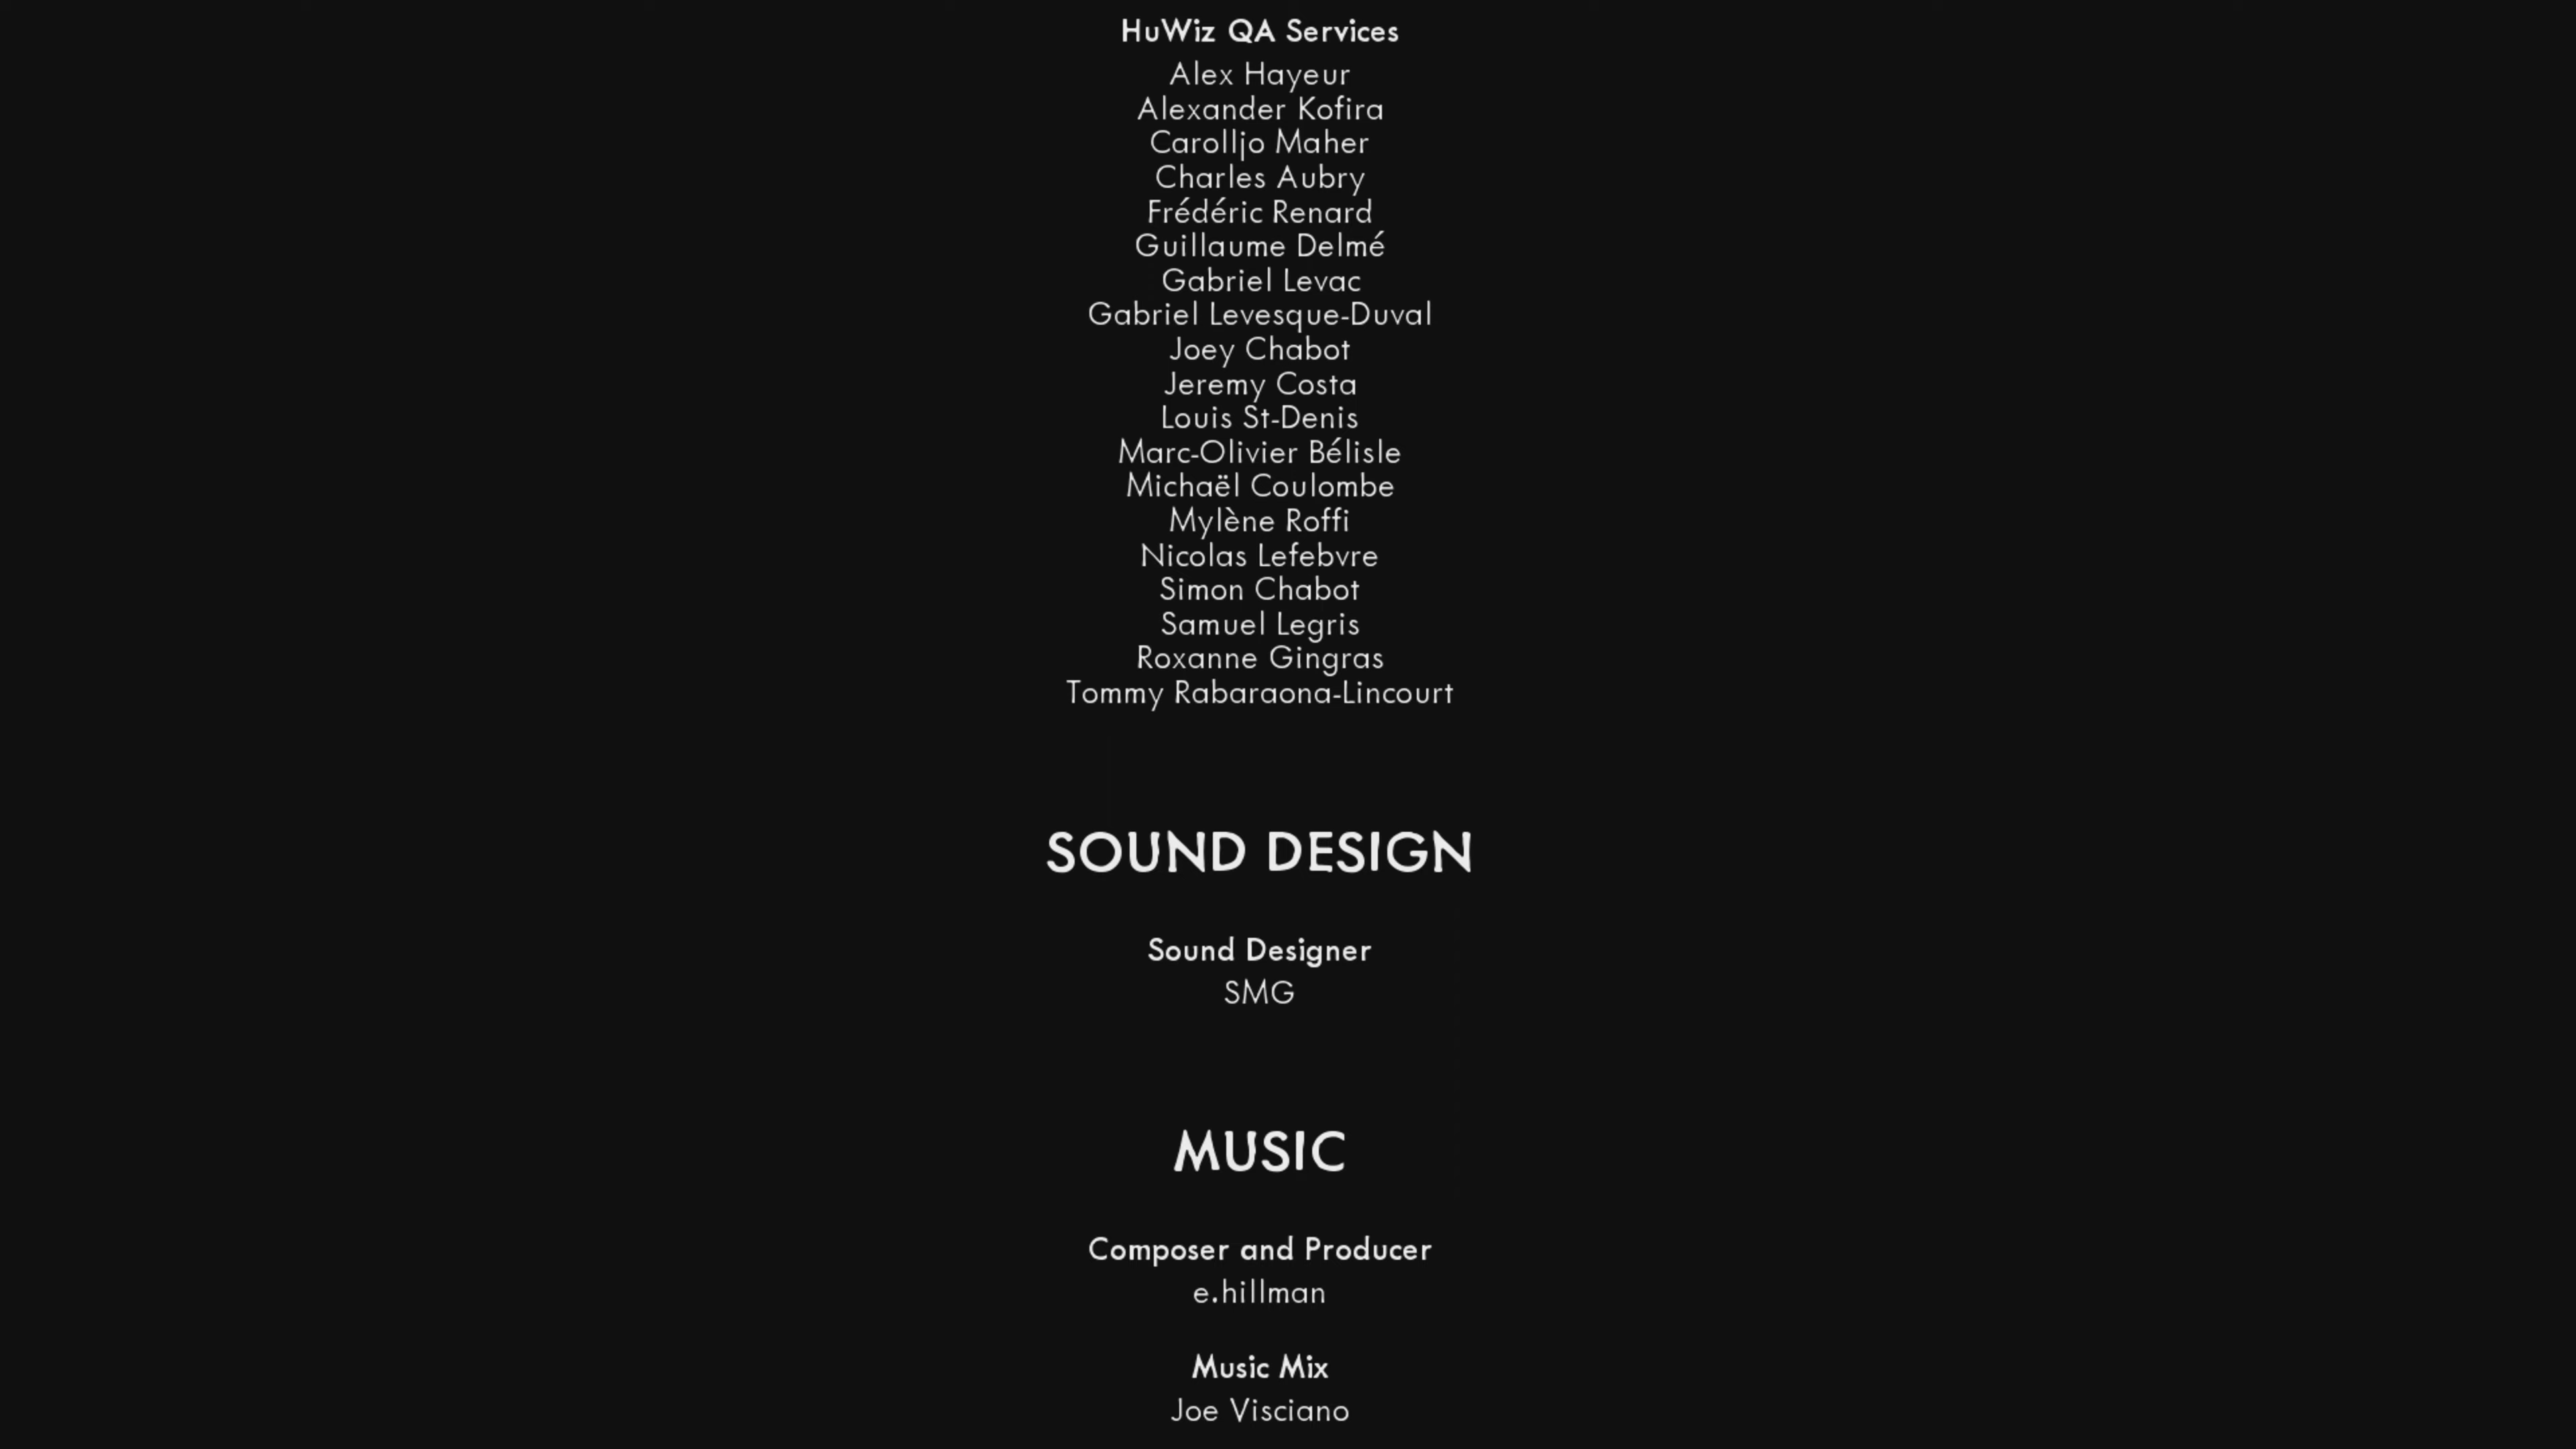 HuWiz QA Services
Alex Hayeur
Alexander Kofira
Carolljo Maher
Charles Aubry
Frédéric Renard
Guillaume Delmé
Gabriel Levac
Gabriel Levesque-Duval
Joey Chabot
Jeremy Costa
Louis St-Denis
Marc-Olivier Bélisle
Michaël Coulombe
Mylène Roffi
Nicolas Lefebvre
Simon Chabot
Samuel Legris
Roxanne Gingras
Tommy Rabaraona-Lincourt
SOUND DESIGN
Sound Designer
SMG
MUSIC
Composer and Producer
e.hillman
Music Mix
Joe Visciano